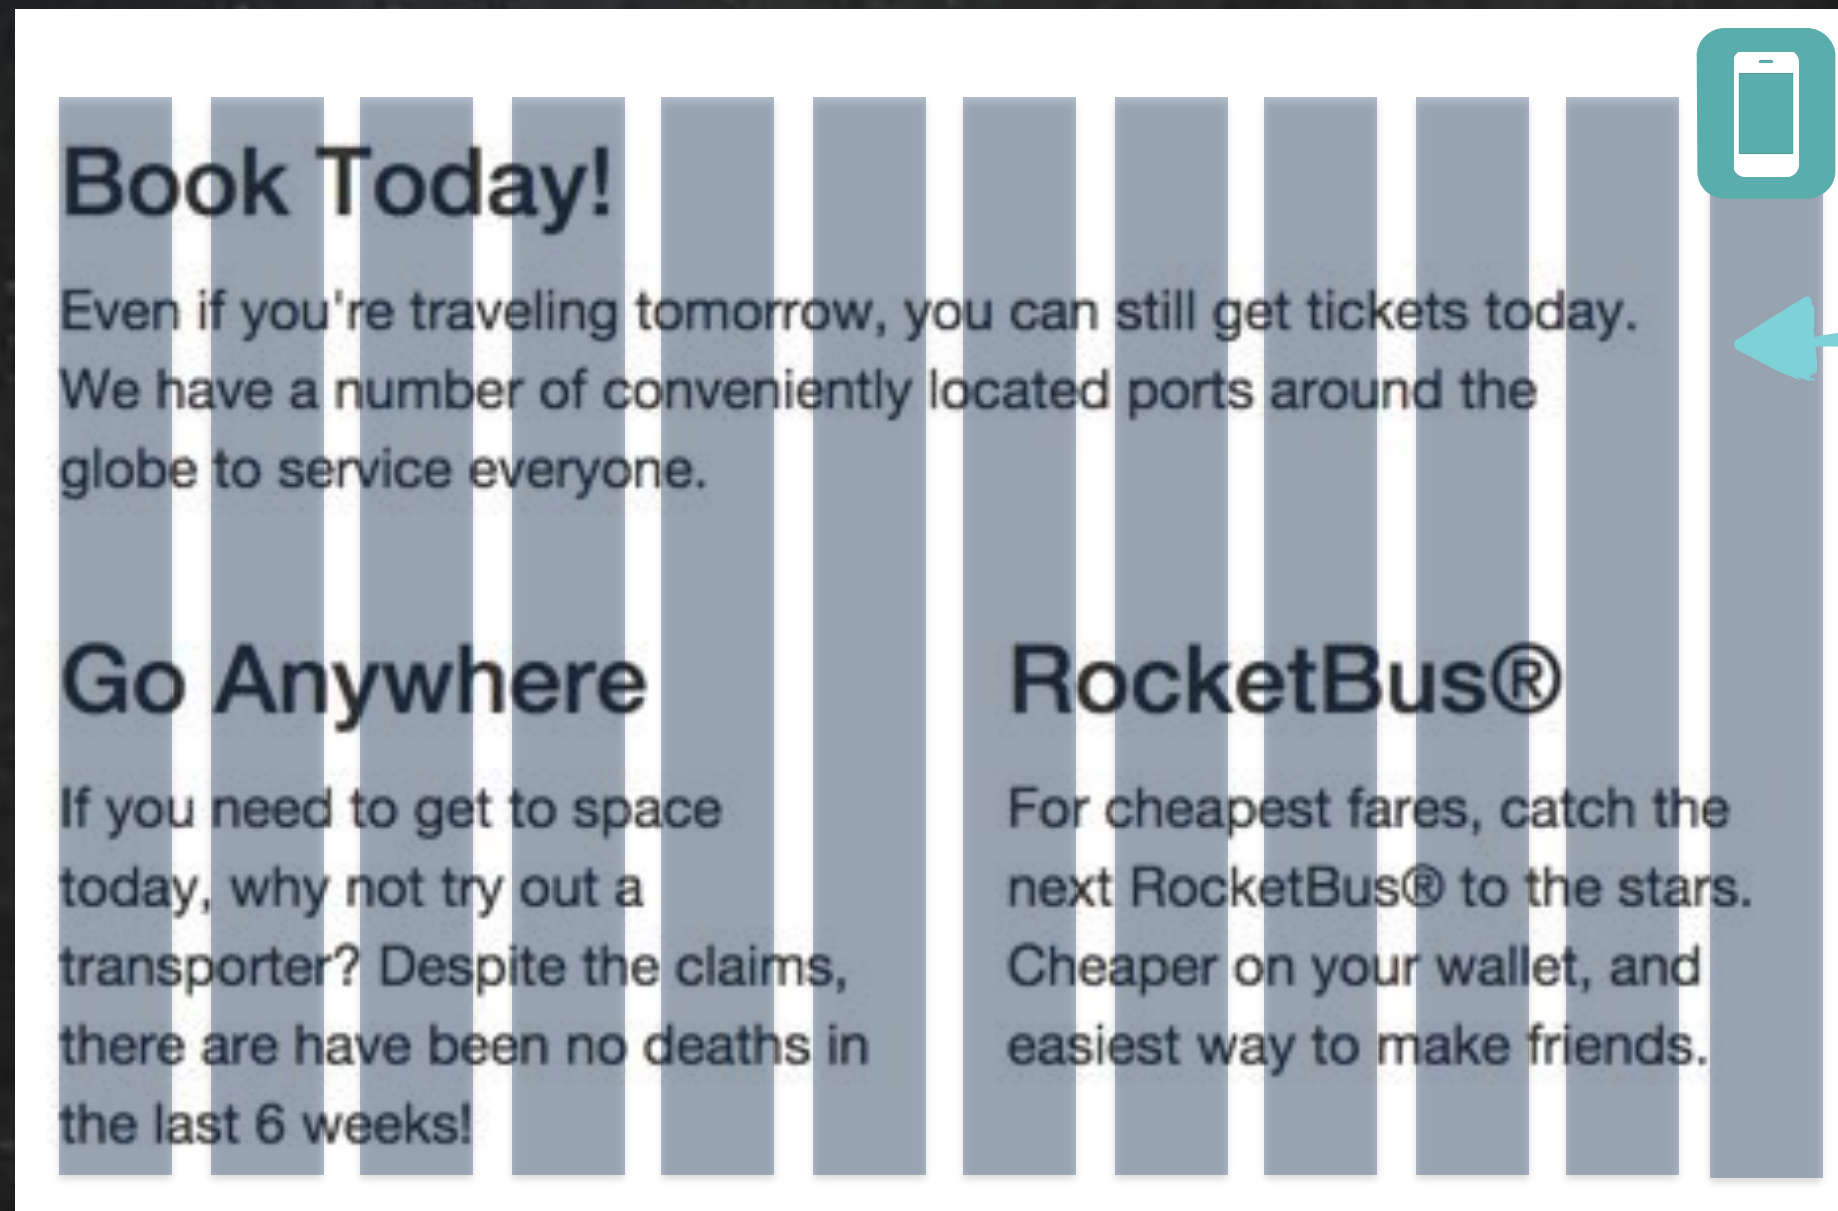 Book Today!
Even if you're traveling tomorrow, you can still get tickets today.
We have a number of conveniently located ports around the
globe to service everyone.
Go Anywhere
If you need to get to space
today, why not try out a
transporter? Despite the claims,
there are have been no deaths in
the last 6 weeks!
RocketBus®
For cheapest fares, catch the
next RocketBus® to the stars.
Cheaper on your wallet, and
easiest way to make friends.